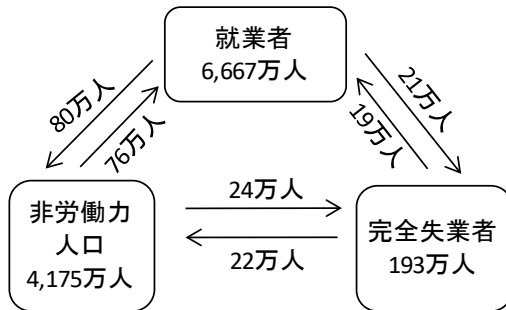 就業者
6,667万人
80万人
76万人
21万人
19万人
非労働力
人口
4,175万人
24万人
22万人
完全失業者
193万人